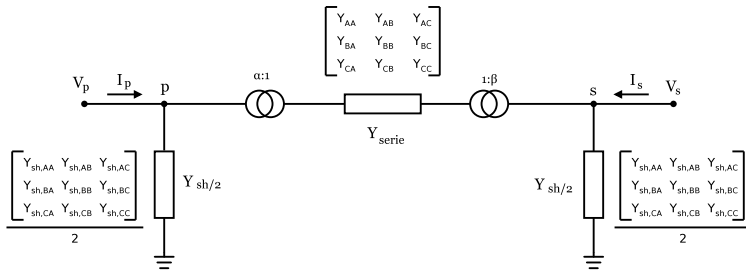 Y_AA Y_AB Y_AC
Y_BA Y_BB Y_BC
Y_CA Y_CB Y_CC
V_p I_p p α:1 1:β s I_s V_s
Y_serie
Y_sh,AA Y_sh,AB Y_sh,AC
Y_sh,BA Y_sh,BB Y_sh,BC
Y_sh,CA Y_sh,CB Y_sh,CC
2
Y_sh/2
Y_sh/2
Y_sh,AA Y_sh,AB Y_sh,AC
Y_sh,BA Y_sh,BB Y_sh,BC
Y_sh,CA Y_sh,CB Y_sh,CC
2